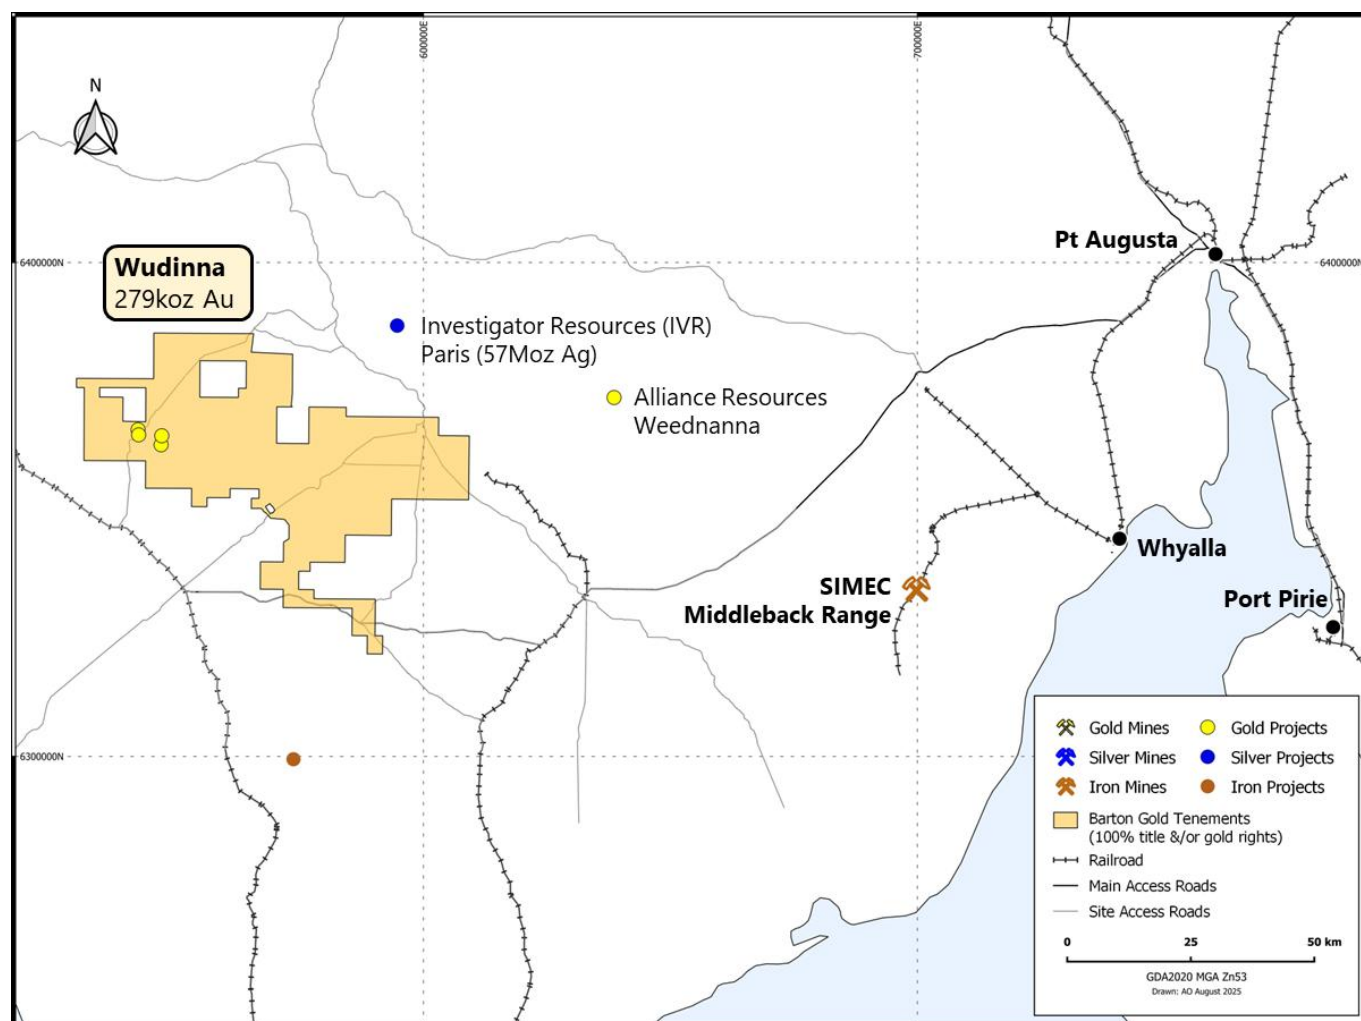 600000E
700000E
N
Pt Augusta
6400000N
6400000N
Wudinna
279koz Au
Investigator Resources (IVR)
Paris (57Moz Ag)
Alliance Resources
Weednanna
Whyalla
SIMEC
Middleback Range
Port Pirie
6300000N
Gold Mines
Gold Projects
Silver Mines
Silver Projects
Iron Mines
Iron Projects
Barton Gold Tenements
(100% title &/or gold rights)
Railroad
Main Access Roads
Site Access Roads
0 25 50 km
GDA2020 MGA Zn53
Drawn: AO August 2025